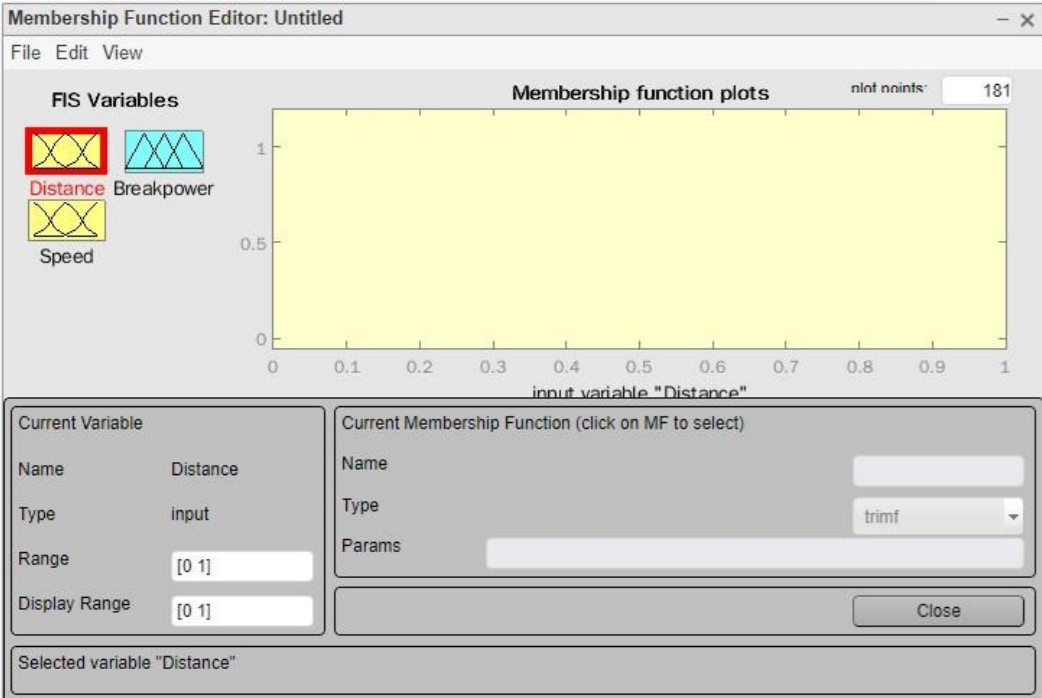 Membership Function Editor: Untitled
File Edit View
FIS Variables
Distance Breakpower
Speed
Membership function plots
plot points:
181
1
0.5
0
0 0.1 0.2 0.3 0.4 0.5 0.6 0.7 0.8 0.9 1
input variable "Distance"
Current Variable
Name Distance
Type input
Range [0 1]
Display Range [0 1]
Current Membership Function (click on MF to select)
Name
Type trimf
Params
Close
Selected variable "Distance"